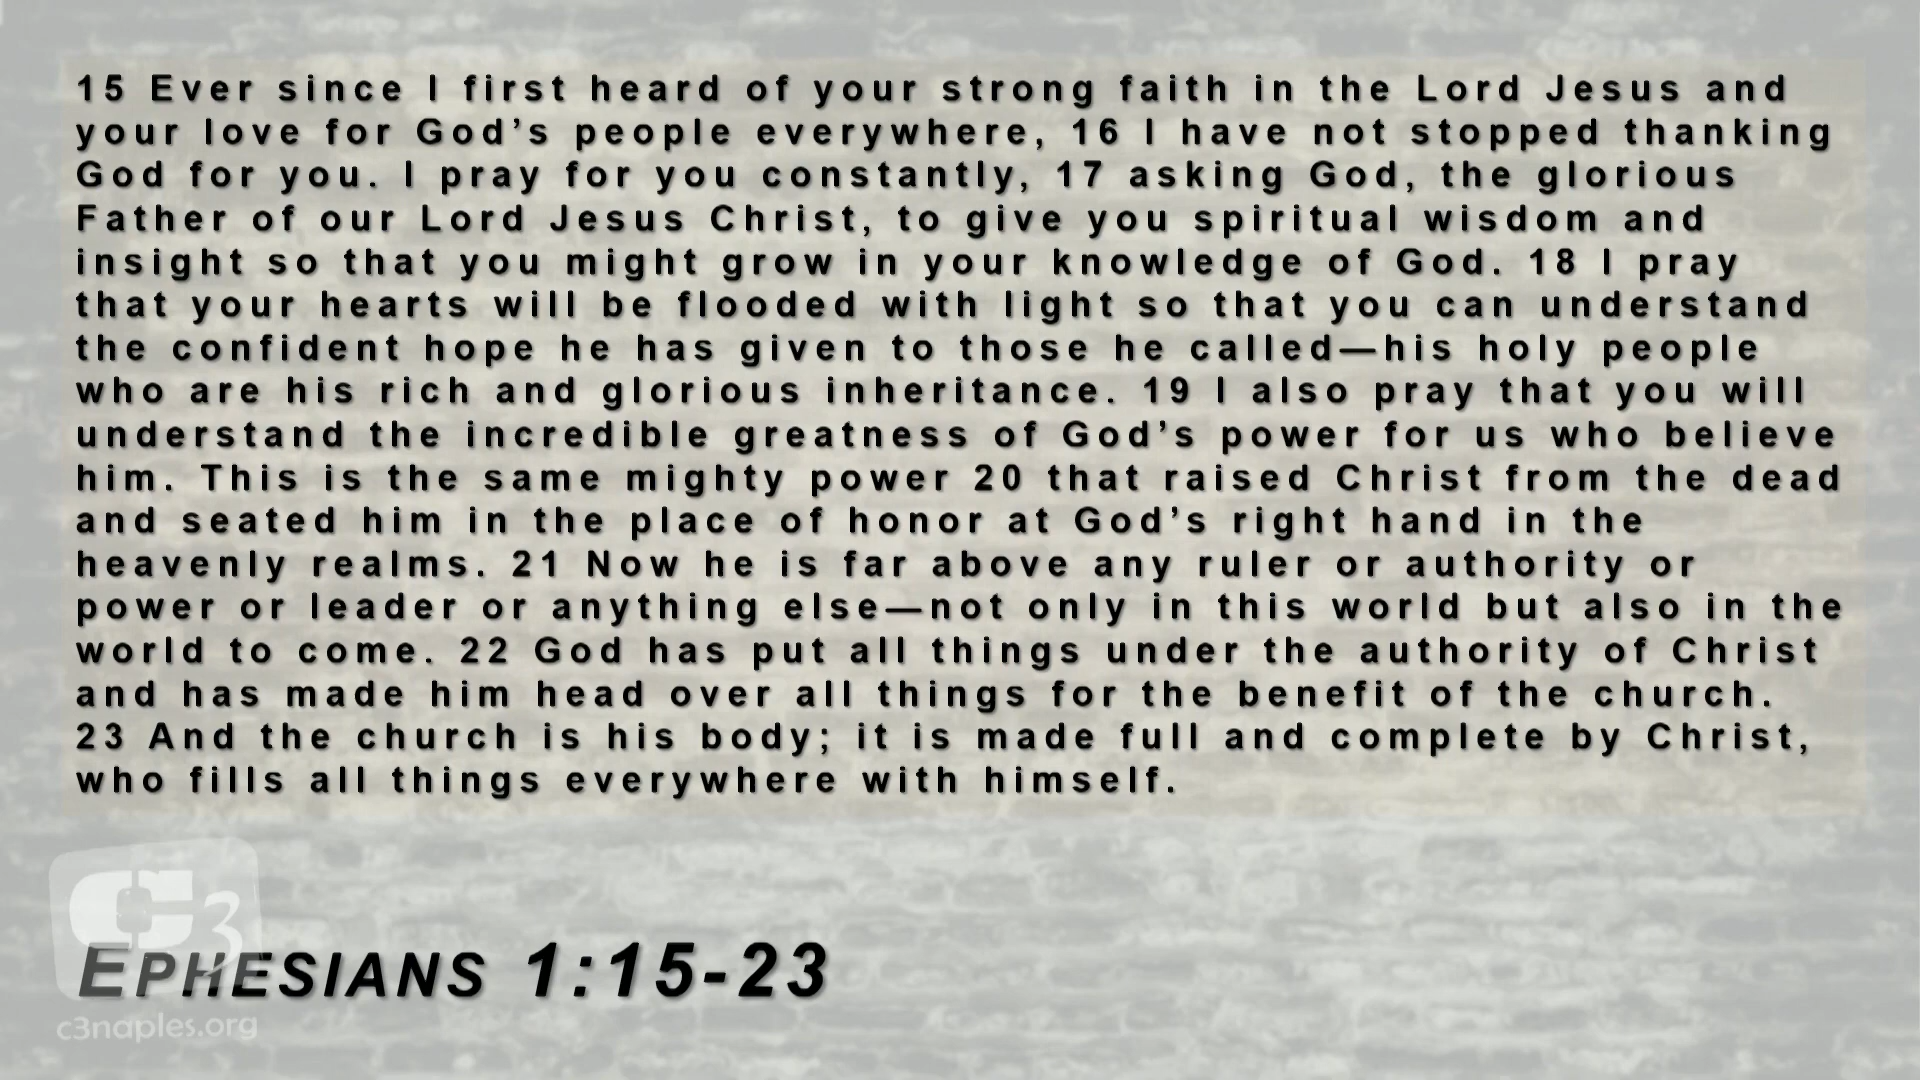 15 Ever since I first heard of your strong faith in the Lord Jesus and
your love for God’s people everywhere, 16 I have not stopped thanking
God for you. I pray for you constantly, 17 asking God, the glorious
Father of our Lord Jesus Christ, to give you spiritual wisdom and
insight so that you might grow in your knowledge of God. 18 I pray
that your hearts will be flooded with light so that you can understand
the confident hope he has given to those he called—his holy people
who are his rich and glorious inheritance. 19 I also pray that you will
understand the incredible greatness of God’s power for us who believe
him. This is the same mighty power 20 that raised Christ from the dead
and seated him in the place of honor at God’s right hand in the
heavenly realms. 21 Now he is far above any ruler or authority or
power or leader or anything else—not only in this world but also in the
world to come. 22 God has put all things under the authority of Christ
and has made him head over all things for the benefit of the church.
23 And the church is his body; it is made full and complete by Christ,
who fills all things everywhere with himself.
C3
Ephesians 1:15-23
c3naples.org